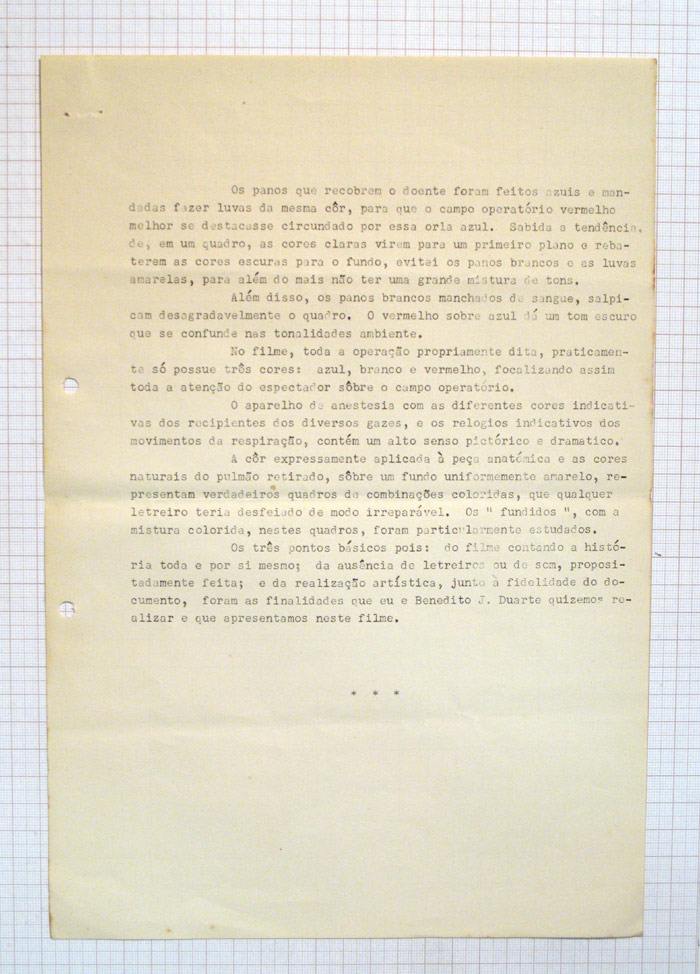 Os panos que recobrem o doente foram feitos azuis e man-
dadas fazer luvas da mesma côr, para que o campo operatório vermelho
melhor se destacasse circundado por essa orla azul. Sabida a tendência,
de, em um quadro, as cores claras virem para um primeiro plano e reba-
terem as cores escuras para o fundo, evitei os panos brancos e as luvas
amarelas, para além do mais não ter uma grande mistura de tons.
Além disso, os panos brancos manchados de sangue, salpi-
cam desagradavelmente o quadro. O vermelho sobre azul dá um tom escuro
que se confunde nas tonalidades ambiente.
No filme, toda a operação propriamente dita, praticamen-
te só possue três cores: azul, branco e vermelho, focalizando assim
toda a atenção do espectador sôbre o campo operatório.
O aparelho de anestesia com as diferentes cores indicati-
vas dos recipientes dos diversos gazes, e os relogios indicativos dos
movimentos da respiração, contém um alto senso pictórico e dramatico.
A côr expressamente aplicada à peça anatômica e as cores
naturais do pulmão retirado, sôbre um fundo uniformemente amarelo, re-
presentam verdadeiros quadros de combinações coloridas, que qualquer
letreiro teria desfeiado de modo irreparável. Os " fundidos ", com a
mistura colorida, nestes quadros, foram particularmente estudados.
Os três pontos básicos pois: do filme contando a histó-
ria toda e por si mesmo; da ausência de letreiros ou de som, proposi-
tadamente feita; e da realização artística, junto à fidelidade do do-
cumento, foram as finalidades que eu e Benedito J. Duarte quizemos re-
alizar e que apresentamos neste filme.
* * *